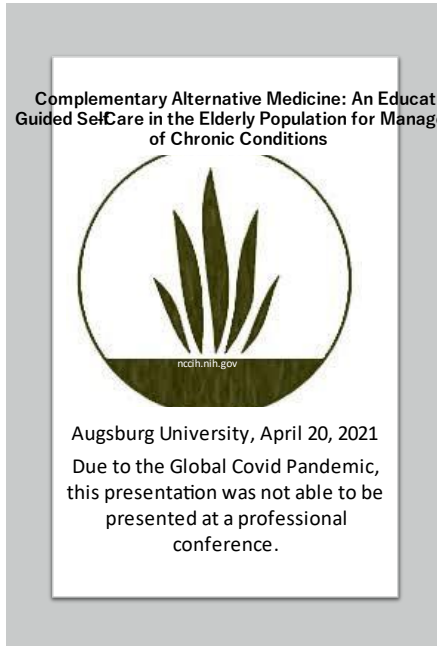 Complementary Alternative Medicine: An Educat
Guided Self-Care in the Elderly Population for Manag
of Chronic Conditions
nccih.nih.gov
Augsburg University, April 20, 2021
Due to the Global Covid Pandemic,
this presentation was not able to be
presented at a professional
conference.